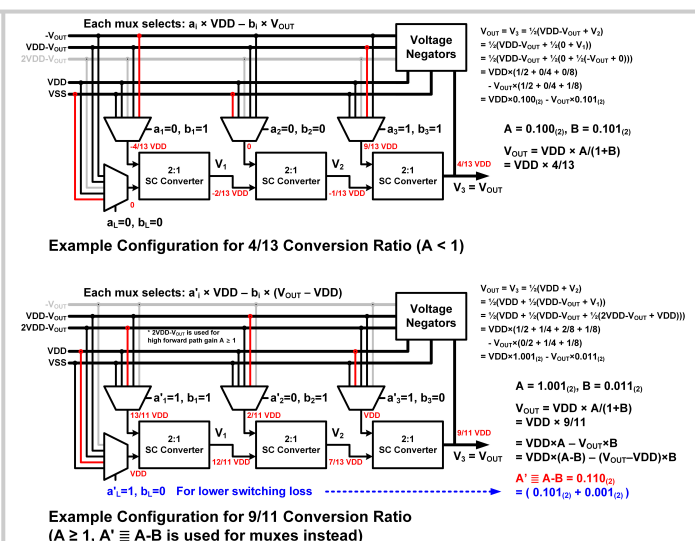 Each mux selects: aᵢ × VDD – bᵢ × V_OUT
-V_OUT
VDD-V_OUT
2VDD-V_OUT
VDD
VSS
Voltage
Negators
a₁=0, b₁=1
a₂=0, b₂=0
a₃=1, b₃=1
-4/13 VDD
0
9/13 VDD
4/13 VDD
2:1
SC Converter
V₁
2:1
SC Converter
V₂
2:1
SC Converter
-2/13 VDD
-1/13 VDD
V₃ = V_OUT
0
a_L=0, b_L=0
V_OUT = V₃ = ½(VDD-V_OUT + V₂)
= ½(VDD-V_OUT + ½(0 + V₁))
= ½(VDD-V_OUT + ½(0 + ½(-V_OUT + 0)))
= VDD×(1/2 + 0/4 + 0/8)
- V_OUT×(1/2 + 0/4 + 1/8)
= VDD×0.100₍₂₎ - V_OUT×0.101₍₂₎
A = 0.100₍₂₎, B = 0.101₍₂₎
V_OUT = VDD × A/(1+B)
= VDD × 4/13
Example Configuration for 4/13 Conversion Ratio (A < 1)
Each mux selects: a'ᵢ × VDD – bᵢ × (V_OUT – VDD)
-V_OUT
VDD-V_OUT
2VDD-V_OUT
VDD
VSS
* 2VDD-V_OUT is used for
high forward path gain A ≥ 1
Voltage
Negators
a'₁=1, b₁=1
a'₂=0, b₂=1
a'₃=1, b₃=0
13/11 VDD
2/11 VDD
VDD
9/11 VDD
2:1
SC Converter
V₁
2:1
SC Converter
V₂
2:1
SC Converter
12/11 VDD
7/13 VDD
V₃ = V_OUT
VDD
a'_L=1, b_L=0 For lower switching loss
V_OUT = V₃ = ½(VDD + V₂)
= ½(VDD + ½(VDD-V_OUT + V₁))
= ½(VDD + ½(VDD-V_OUT + ½(2VDD-V_OUT + VDD)))
= VDD×(1/2 + 1/4 + 2/8 + 1/8)
- V_OUT×(0/2 + 1/4 + 1/8)
= VDD×1.001₍₂₎ - V_OUT×0.011₍₂₎
A = 1.001₍₂₎, B = 0.011₍₂₎
V_OUT = VDD × A/(1+B)
= VDD × 9/11
= VDD×A – V_OUT×B
= VDD×(A-B) – (V_OUT–VDD)×B
A' ≡ A-B = 0.110₍₂₎
= ( 0.101₍₂₎ + 0.001₍₂₎ )
Example Configuration for 9/11 Conversion Ratio
(A ≥ 1, A' ≡ A-B is used for muxes instead)